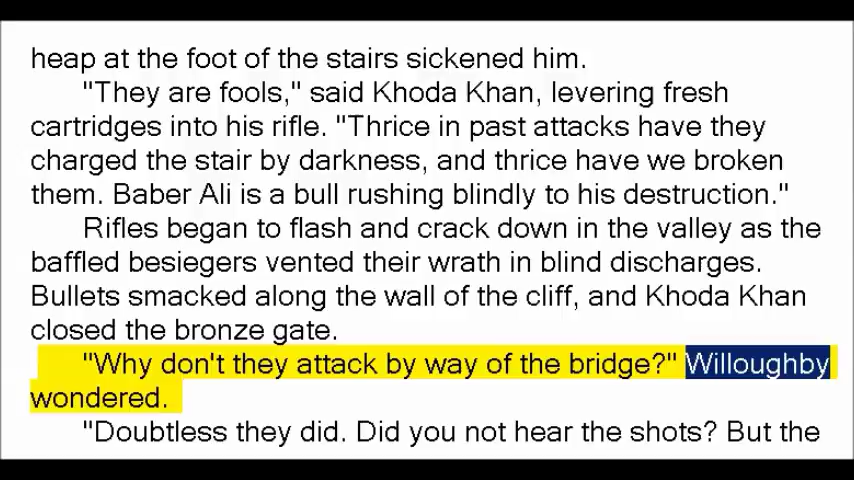 heap at the foot of the stairs sickened him.
"They are fools," said Khoda Khan, levering fresh
cartridges into his rifle. "Thrice in past attacks have they
charged the stair by darkness, and thrice have we broken
them. Baber Ali is a bull rushing blindly to his destruction."
Rifles began to flash and crack down in the valley as the
baffled besiegers vented their wrath in blind discharges.
Bullets smacked along the wall of the cliff, and Khoda Khan
closed the bronze gate.
"Why don't they attack by way of the bridge?" Willoughby
wondered.
"Doubtless they did. Did you not hear the shots? But the